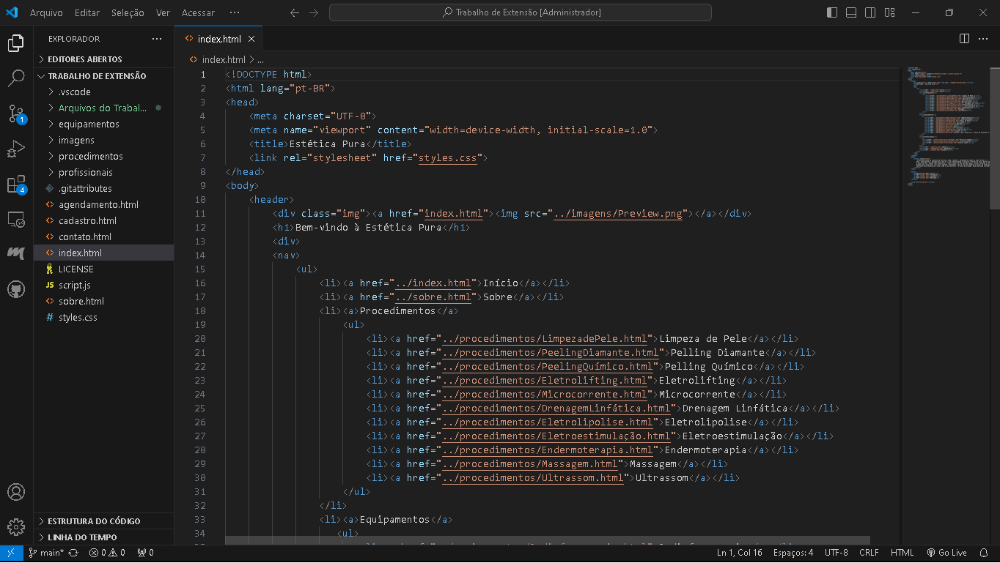 Arquivo Editar Seleção Ver Acessar ··· Trabalho de Extensão [Administrador]
EXPLORADOR ···
EDITORES ABERTOS
TRABALHO DE EXTENSÃO
.vscode
Arquivos do Trabal...
equipamentos
imagens
procedimentos
profissionais
.gitattributes
agendamento.html
cadastro.html
contato.html
index.html
LICENSE
JS script.js
sobre.html
# styles.css
ESTRUTURA DO CÓDIGO
LINHA DO TEMPO
1
4
index.html
index.html > ...
1 <!DOCTYPE html>
2 <html lang="pt-BR">
3 <head>
4 <meta charset="UTF-8">
5 <meta name="viewport" content="width=device-width, initial-scale=1.0">
6 <title>Estética Pura</title>
7 <link rel="stylesheet" href="styles.css">
8 </head>
9 <body>
10 <header>
11 <div class="img"><a href="index.html"><img src="../imagens/Preview.png"></a></div>
12 <h1>Bem-vindo à Estética Pura</h1>
13 <div>
14 <nav>
15 <ul>
16 <li><a href="../index.html">Início</a></li>
17 <li><a href="../sobre.html">Sobre</a></li>
18 <li><a>Procedimentos</a>
19 <ul>
20 <li><a href="../procedimentos/LimpezadePele.html">Limpeza de Pele</a></li>
21 <li><a href="../procedimentos/PeelingDiamante.html">Pelling Diamante</a></li>
22 <li><a href="../procedimentos/PeelingQuímico.html">Pelling Químico</a></li>
23 <li><a href="../procedimentos/Eletrolifting.html">Eletrolifting</a></li>
24 <li><a href="../procedimentos/Microcorrente.html">Microcorrente</a></li>
25 <li><a href="../procedimentos/DrenagemLinfática.html">Drenagem Linfática</a></li>
26 <li><a href="../procedimentos/Eletrolipolise.html">Eletrolipolise</a></li>
27 <li><a href="../procedimentos/Eletroestimulação.html">Eletroestimulação</a></li>
28 <li><a href="../procedimentos/Endermoterapia.html">Endermoterapia</a></li>
29 <li><a href="../procedimentos/Massagem.html">Massagem</a></li>
30 <li><a href="../procedimentos/Ultrassom.html">Ultrassom</a></li>
31 </ul>
32 </li>
33 <li><a>Equipamentos</a>
34 <ul>
main* 0 0 0 Ln 1, Col 16 Espaços: 4 UTF-8 CRLF HTML Go Live